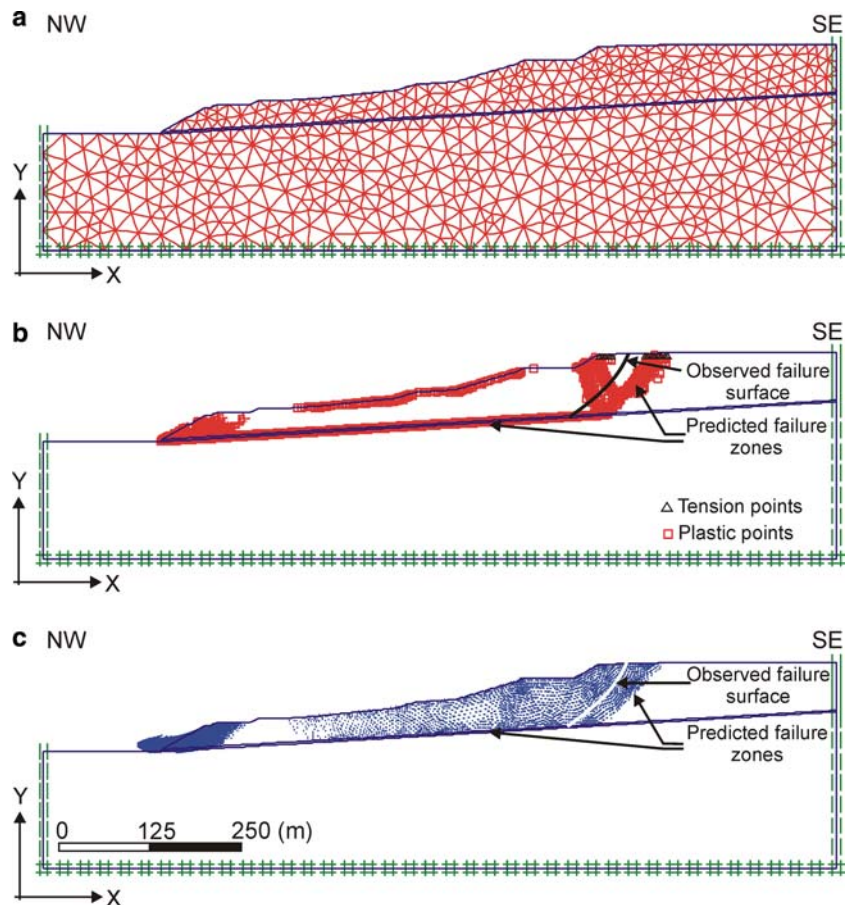 a NW SE
Y
X
b NW SE
Observed failure
surface
Predicted failure
zones
Tension points
Plastic points
Y
X
c NW SE
Observed failure
surface
Predicted failure
zones
Y
0 125 250 (m)
X